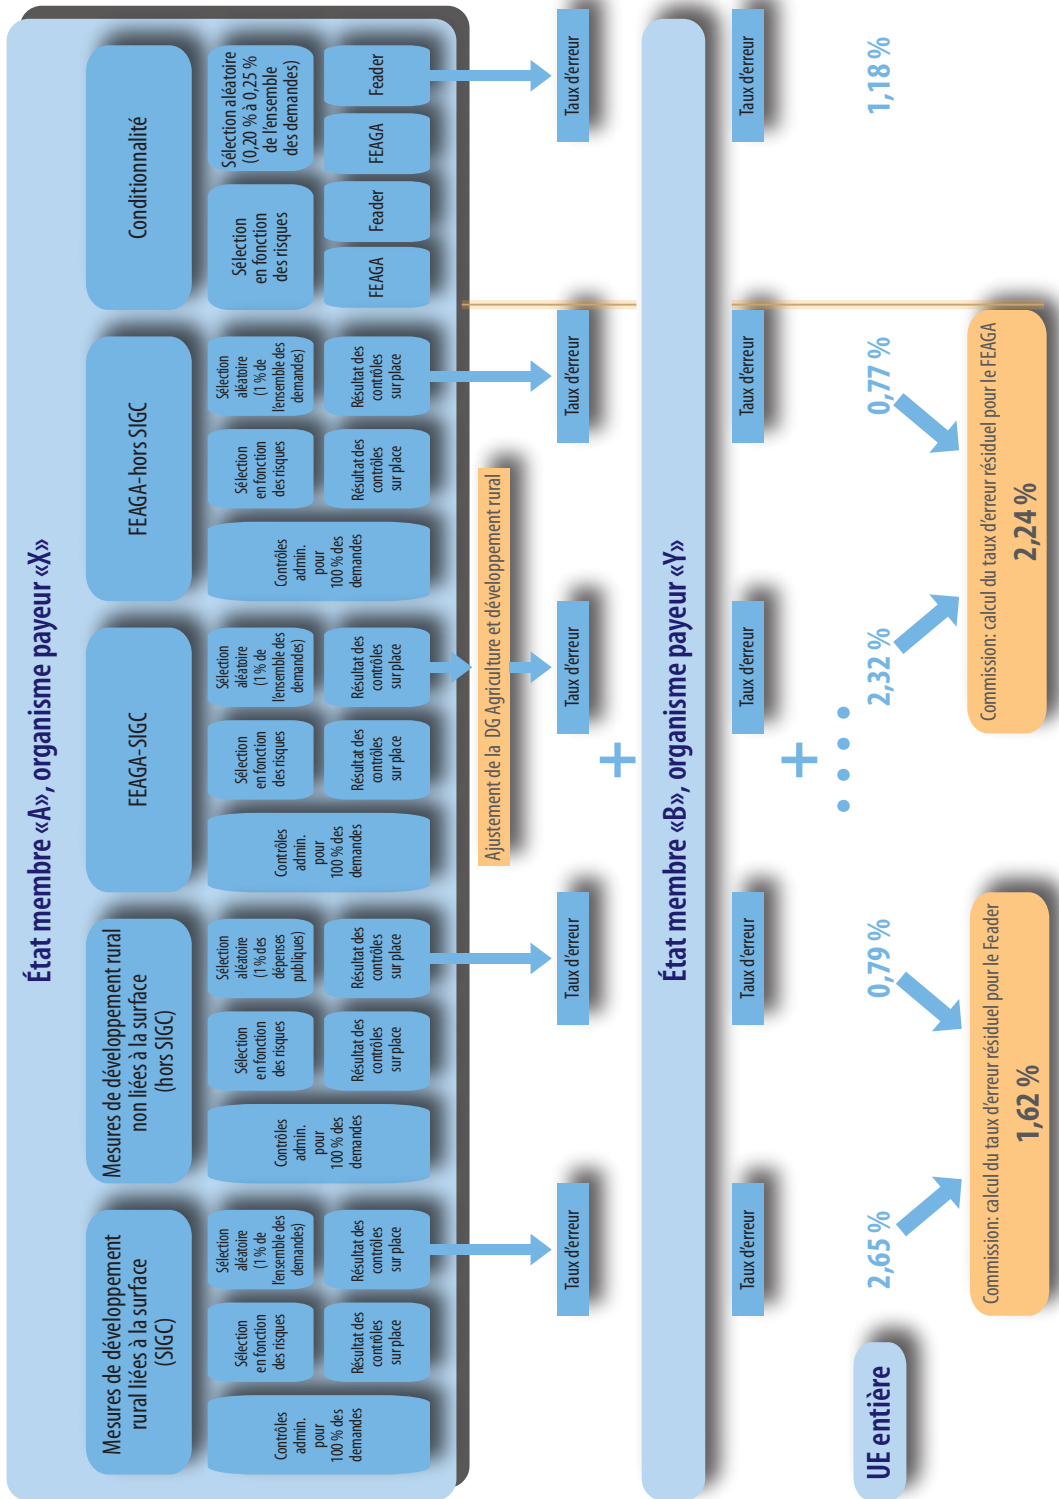 État membre «A», organisme payeur «X»
Mesures de développement
rural liées à la surface
(SIGC)
Contrôles
admin.
pour
100 % des
demandes
Sélection
en fonction
des risques
Sélection
aléatoire
(1 % de
l'ensemble des
demandes)
Résultat des
contrôles
sur place
Résultat des
contrôles
sur place
Mesures de développement rural
non liées à la surface
(hors SIGC)
Contrôles
admin.
pour
100 % des
demandes
Sélection
en fonction
des risques
Sélection
aléatoire
(1 % des
dépenses
publiques)
Résultat des
contrôles
sur place
Résultat des
contrôles
sur place
FEAGA-SIGC
Contrôles
admin.
pour
100 % des
demandes
Sélection
en fonction
des risques
Sélection
aléatoire
(1 % de
l'ensemble des
demandes)
Résultat des
contrôles
sur place
Résultat des
contrôles
sur place
FEAGA-hors SIGC
Contrôles
admin.
pour
100 % des
demandes
Sélection
en fonction
des risques
Sélection
aléatoire
(1 % de
l'ensemble des
demandes)
Résultat des
contrôles
sur place
Résultat des
contrôles
sur place
Conditionnalité
Sélection
en fonction
des risques
Sélection aléatoire
(0,20 % à 0,25 %
de l'ensemble
des demandes)
FEAGA
Feader
FEAGA
Feader
Ajustement de la DG Agriculture et développement rural
Taux d'erreur
Taux d'erreur
Taux d'erreur
Taux d'erreur
Taux d'erreur
+
État membre «B», organisme payeur «Y»
Taux d'erreur
Taux d'erreur
Taux d'erreur
Taux d'erreur
Taux d'erreur
+
UE entière
2,65 %
0,79 %
2,32 %
0,77 %
1,18 %
Commission: calcul du taux d'erreur résiduel pour le Feader
1,62 %
Commission: calcul du taux d'erreur résiduel pour le FEAGA
2,24 %